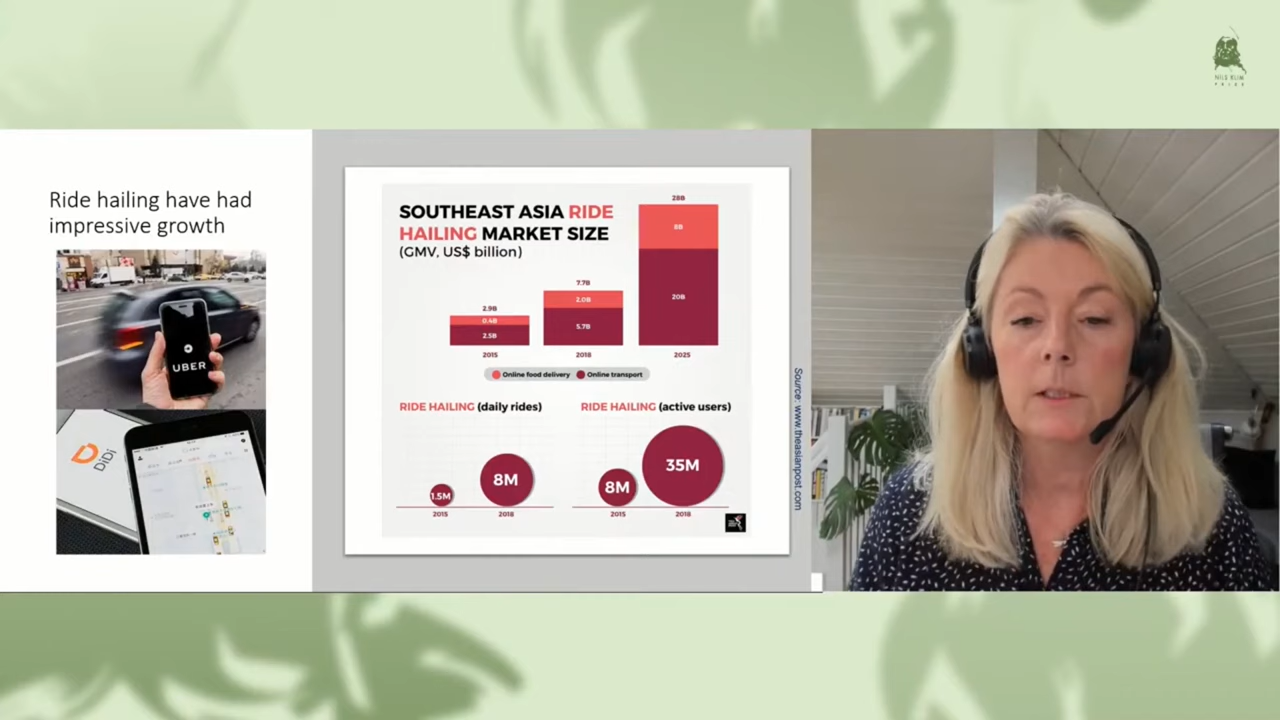 NILS KLIM
PRIZE
Ride hailing have had
impressive growth
UBER
DiDi
SOUTHEAST ASIA RIDE
HAILING MARKET SIZE
(GMV, US$ billion)
2.9B
0.4B
2.5B
2015
7.7B
2.0B
5.7B
2018
28B
8B
20B
2025
Online food delivery Online transport
RIDE HAILING (daily rides)
1.5M
8M
2015 2018
RIDE HAILING (active users)
8M
35M
2015 2018
Source: www.theasianpost.com